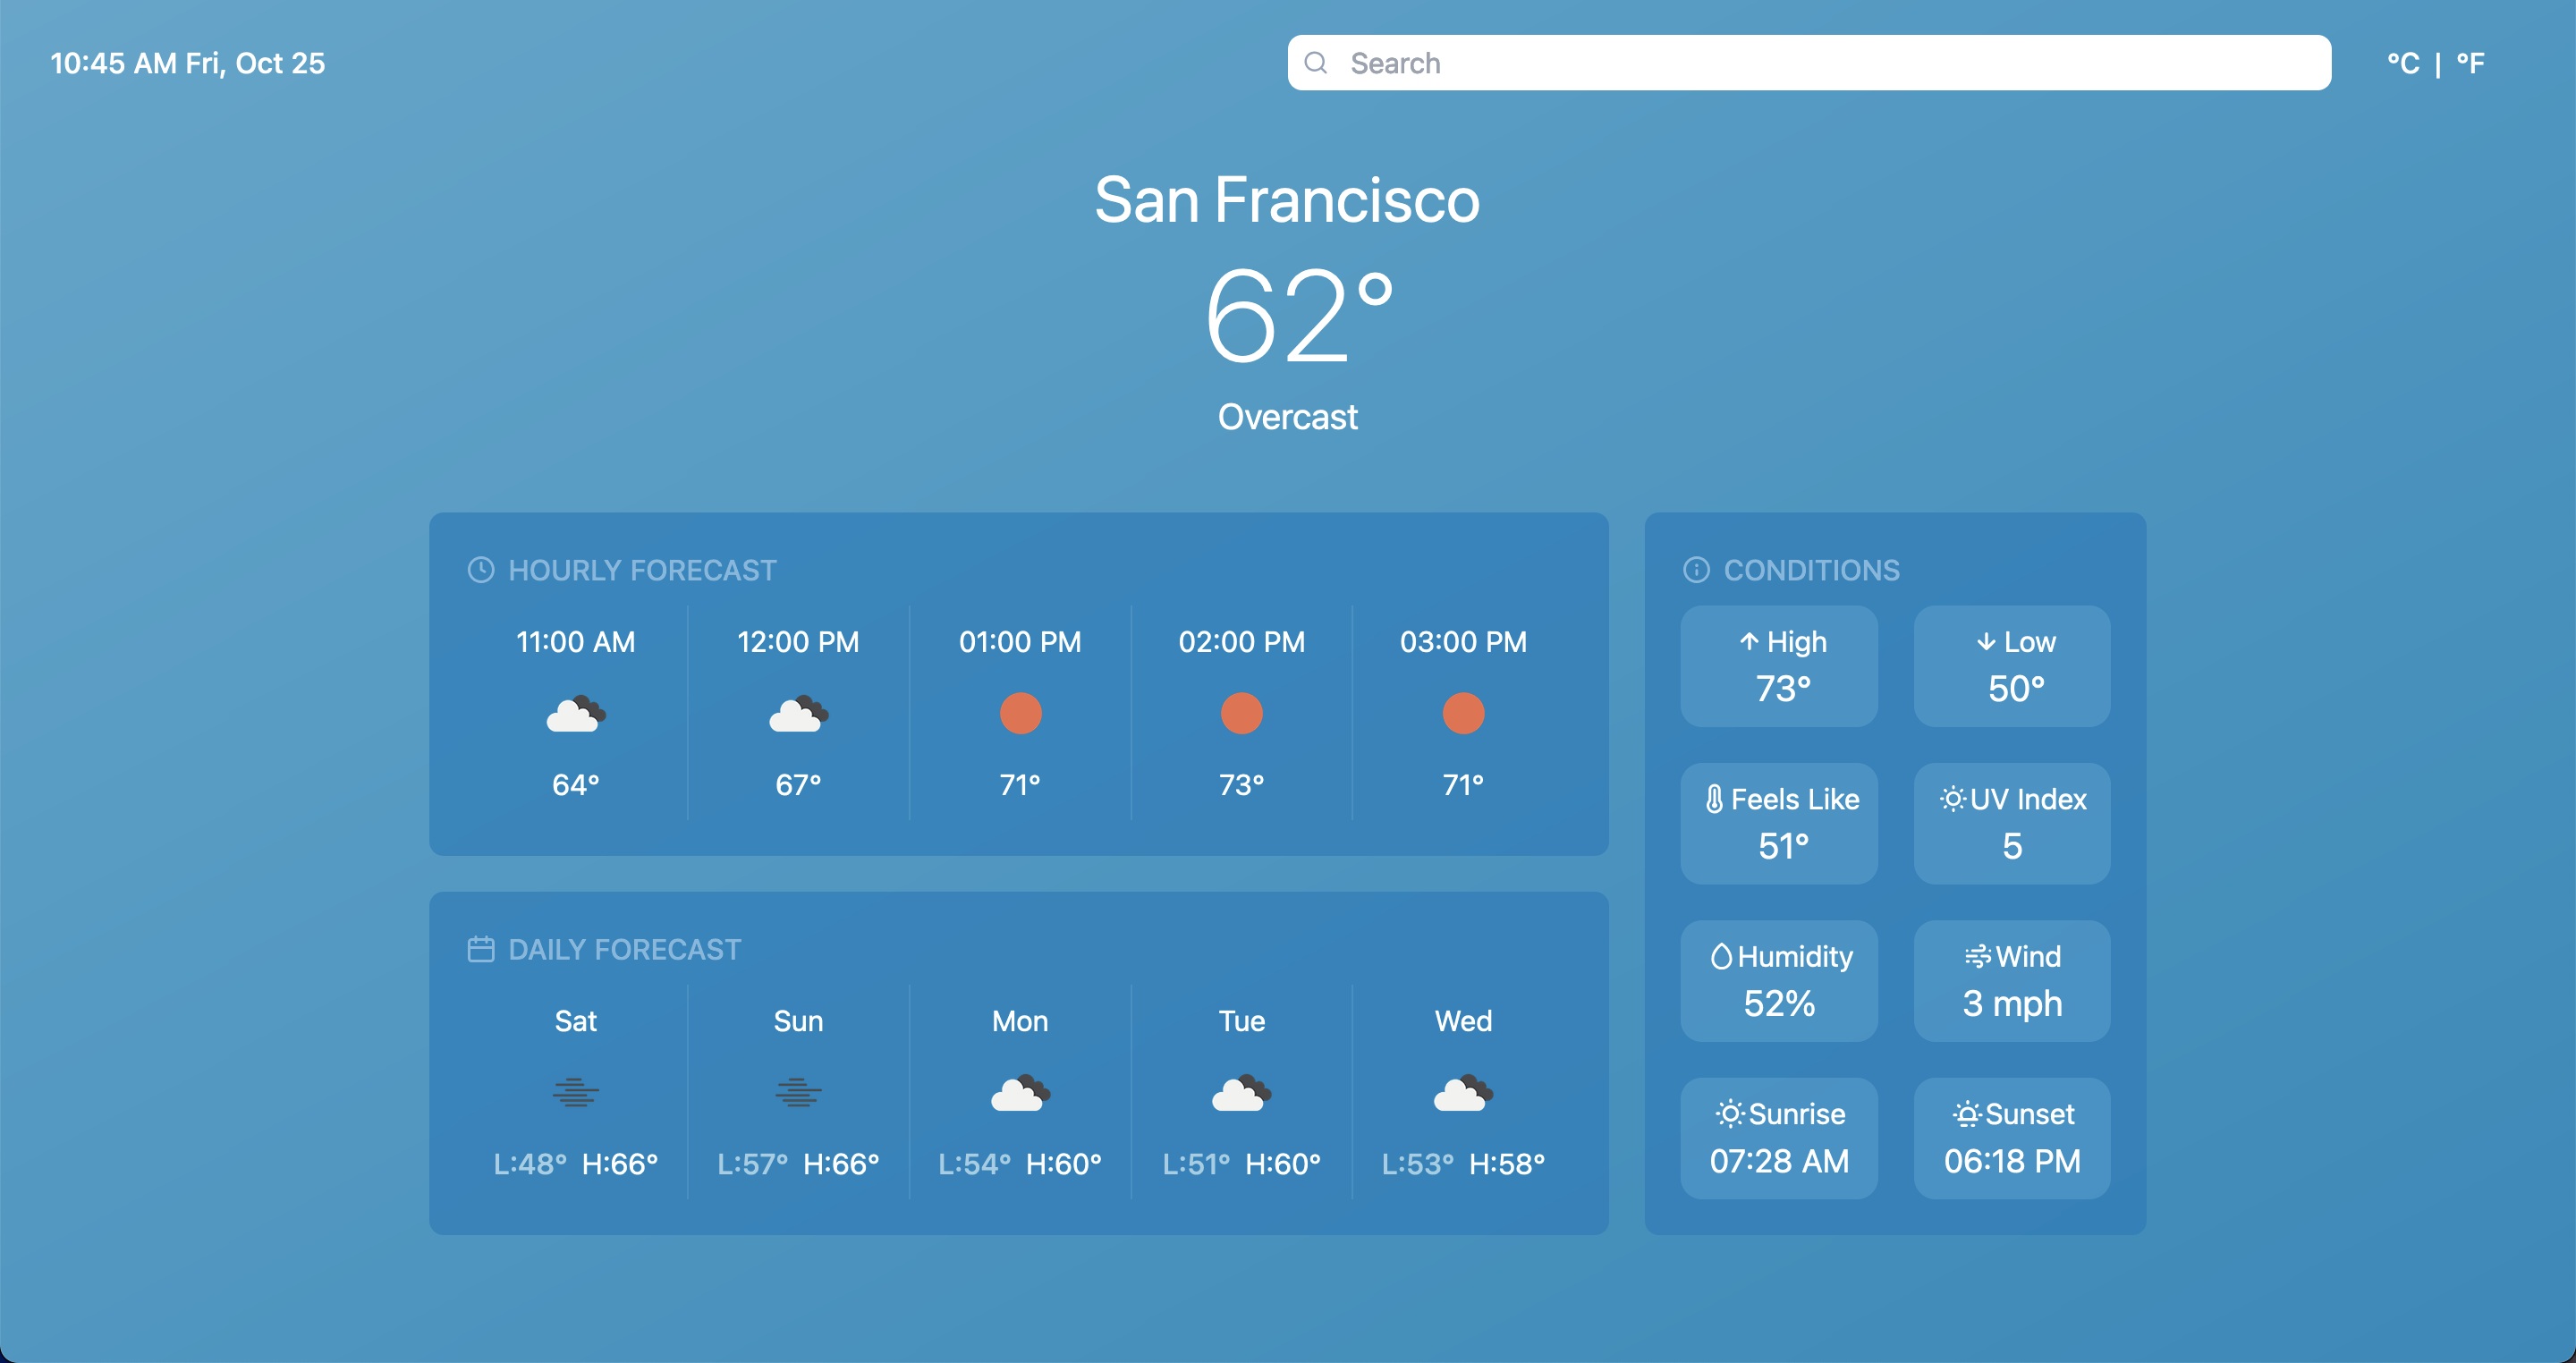 10:45 AM Fri, Oct 25
Search
°C | °F
San Francisco
62°
Overcast
HOURLY FORECAST
11:00 AM 12:00 PM 01:00 PM 02:00 PM 03:00 PM
64° 67° 71° 73° 71°
DAILY FORECAST
Sat Sun Mon Tue Wed
L:48° H:66° L:57° H:66° L:54° H:60° L:51° H:60° L:53° H:58°
CONDITIONS
High
73°
Low
50°
Feels Like
51°
UV Index
5
Humidity
52%
Wind
3 mph
Sunrise
07:28 AM
Sunset
06:18 PM